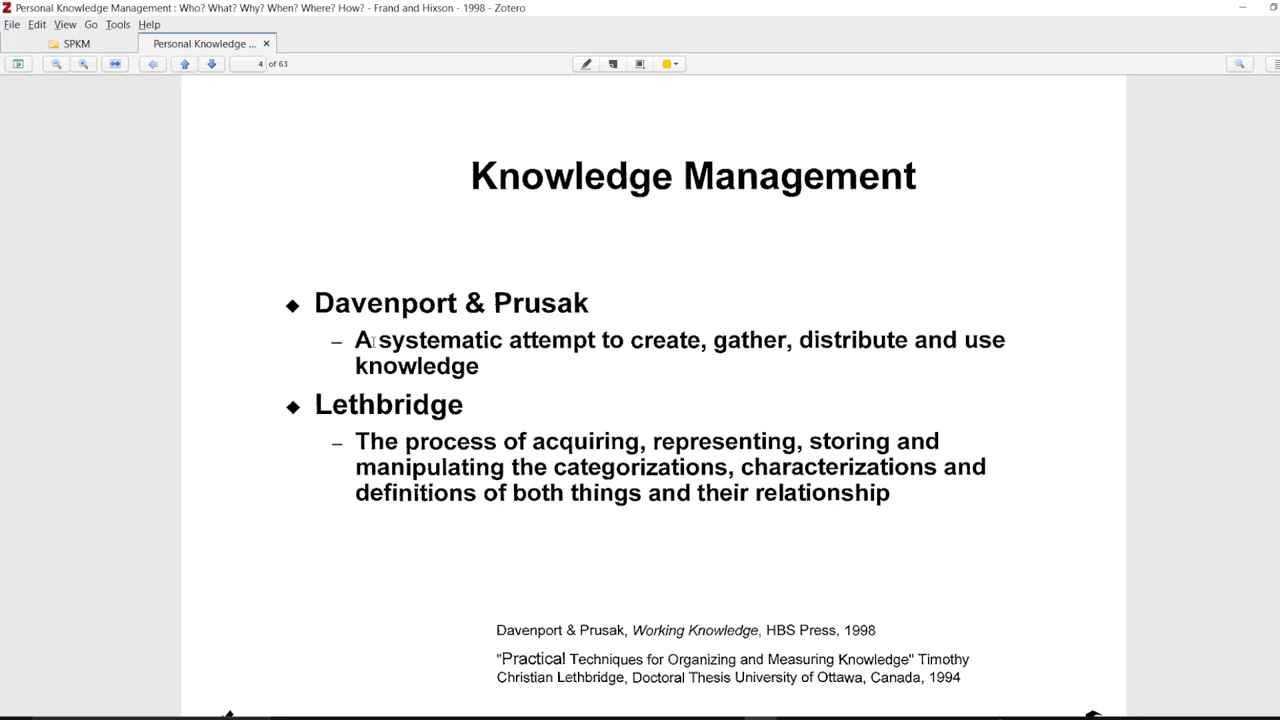 Personal Knowledge Management : Who? What? Why? When? Where? How? - Frand and Hixson - 1998 - Zotero
File Edit View Go Tools Help
SPKM
Personal Knowledge ...
4 of 63
Knowledge Management
Davenport & Prusak
– A systematic attempt to create, gather, distribute and use
knowledge
Lethbridge
– The process of acquiring, representing, storing and
manipulating the categorizations, characterizations and
definitions of both things and their relationship
Davenport & Prusak, Working Knowledge, HBS Press, 1998
"Practical Techniques for Organizing and Measuring Knowledge" Timothy
Christian Lethbridge, Doctoral Thesis University of Ottawa, Canada, 1994